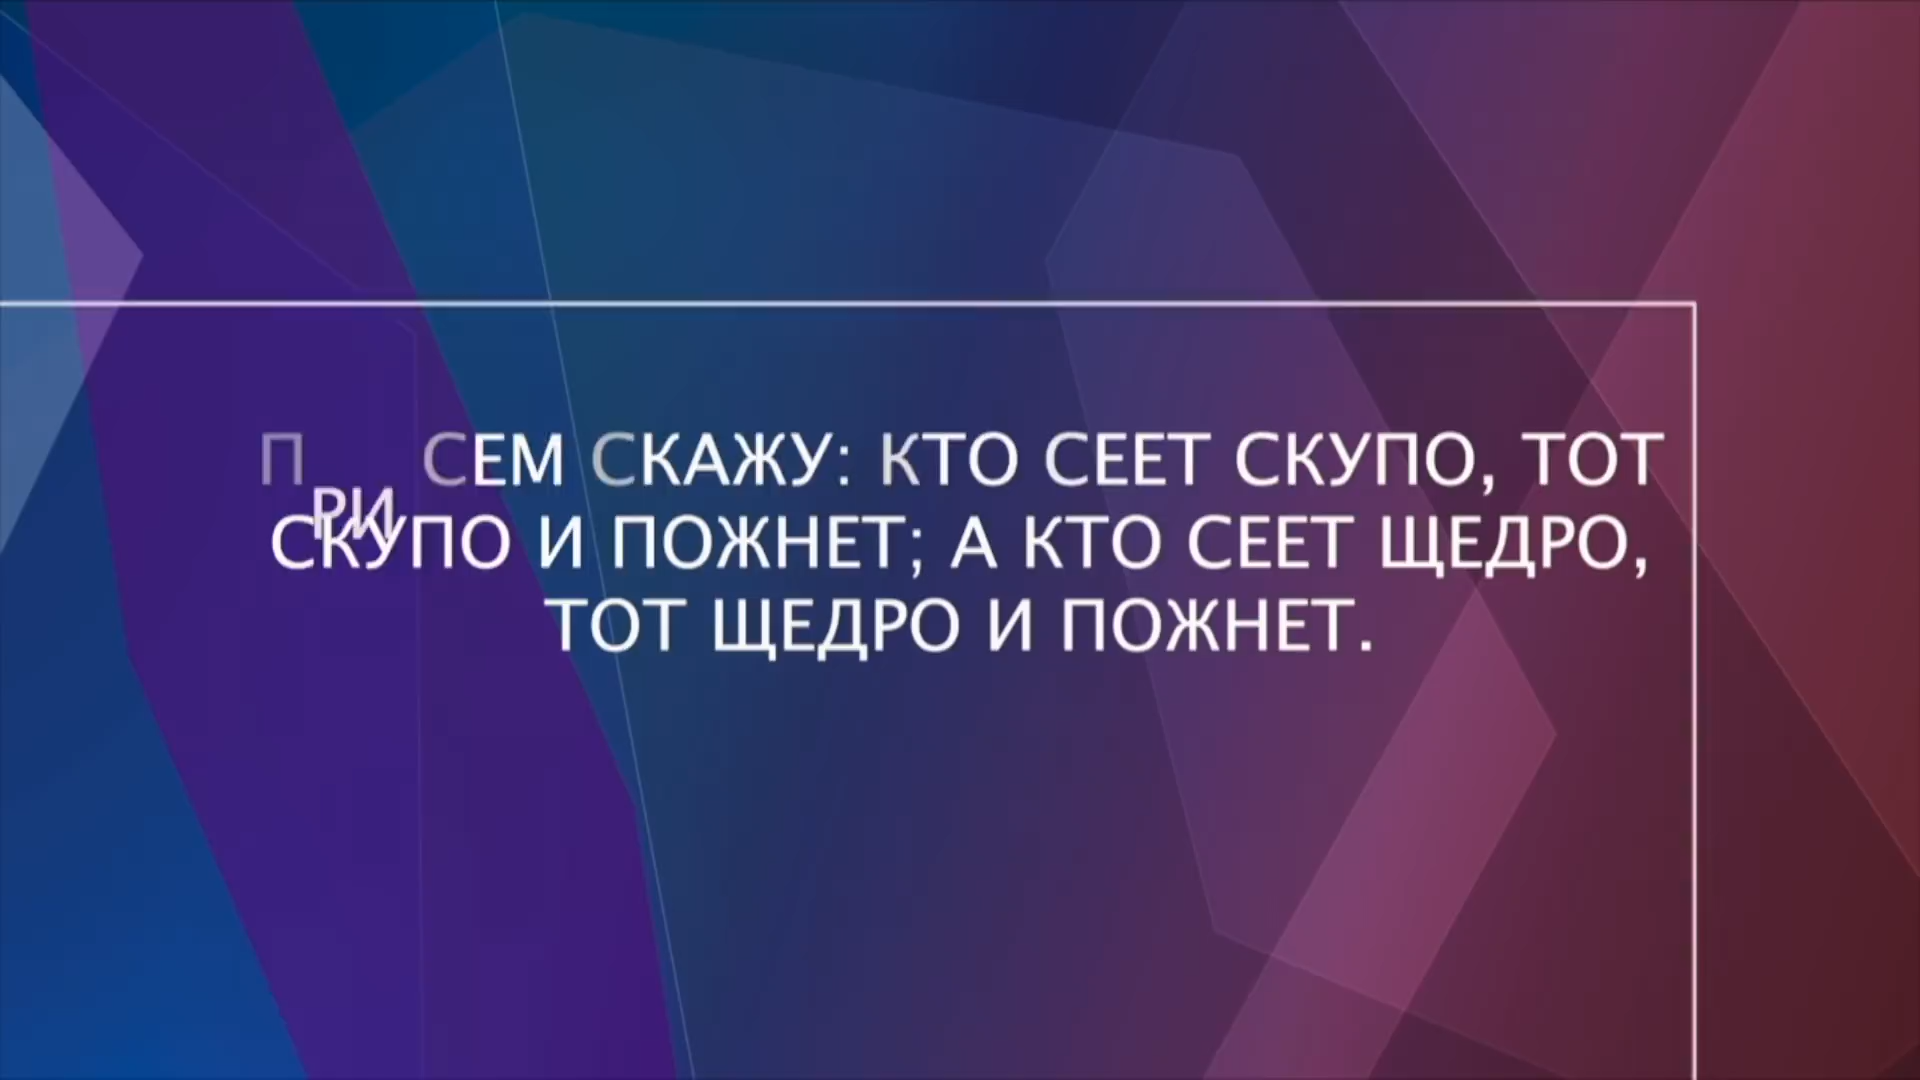 ПРИ СЕМ СКАЖУ: КТО СЕЕТ СКУПО, ТОТ
СКУПО И ПОЖНЕТ; А КТО СЕЕТ ЩЕДРО,
ТОТ ЩЕДРО И ПОЖНЕТ.